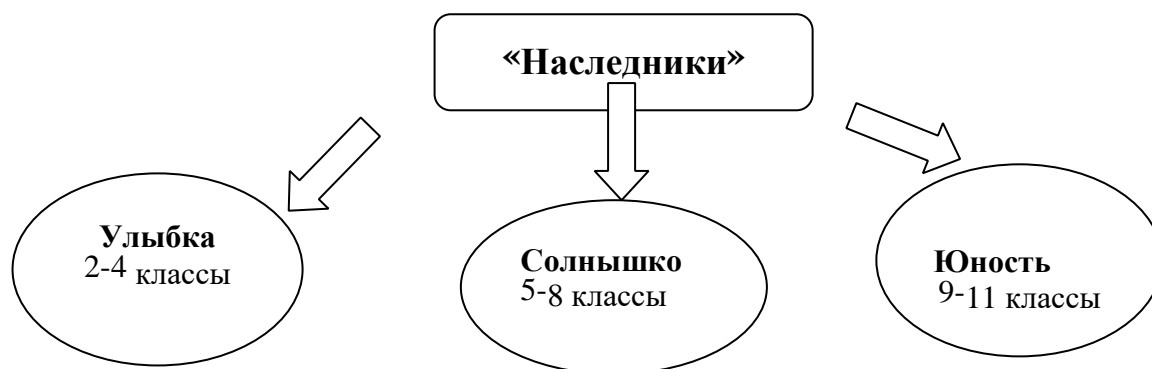 «Наследники»
Улыбка
2-4 классы
Солнышко
5-8 классы
Юность
9-11 классы